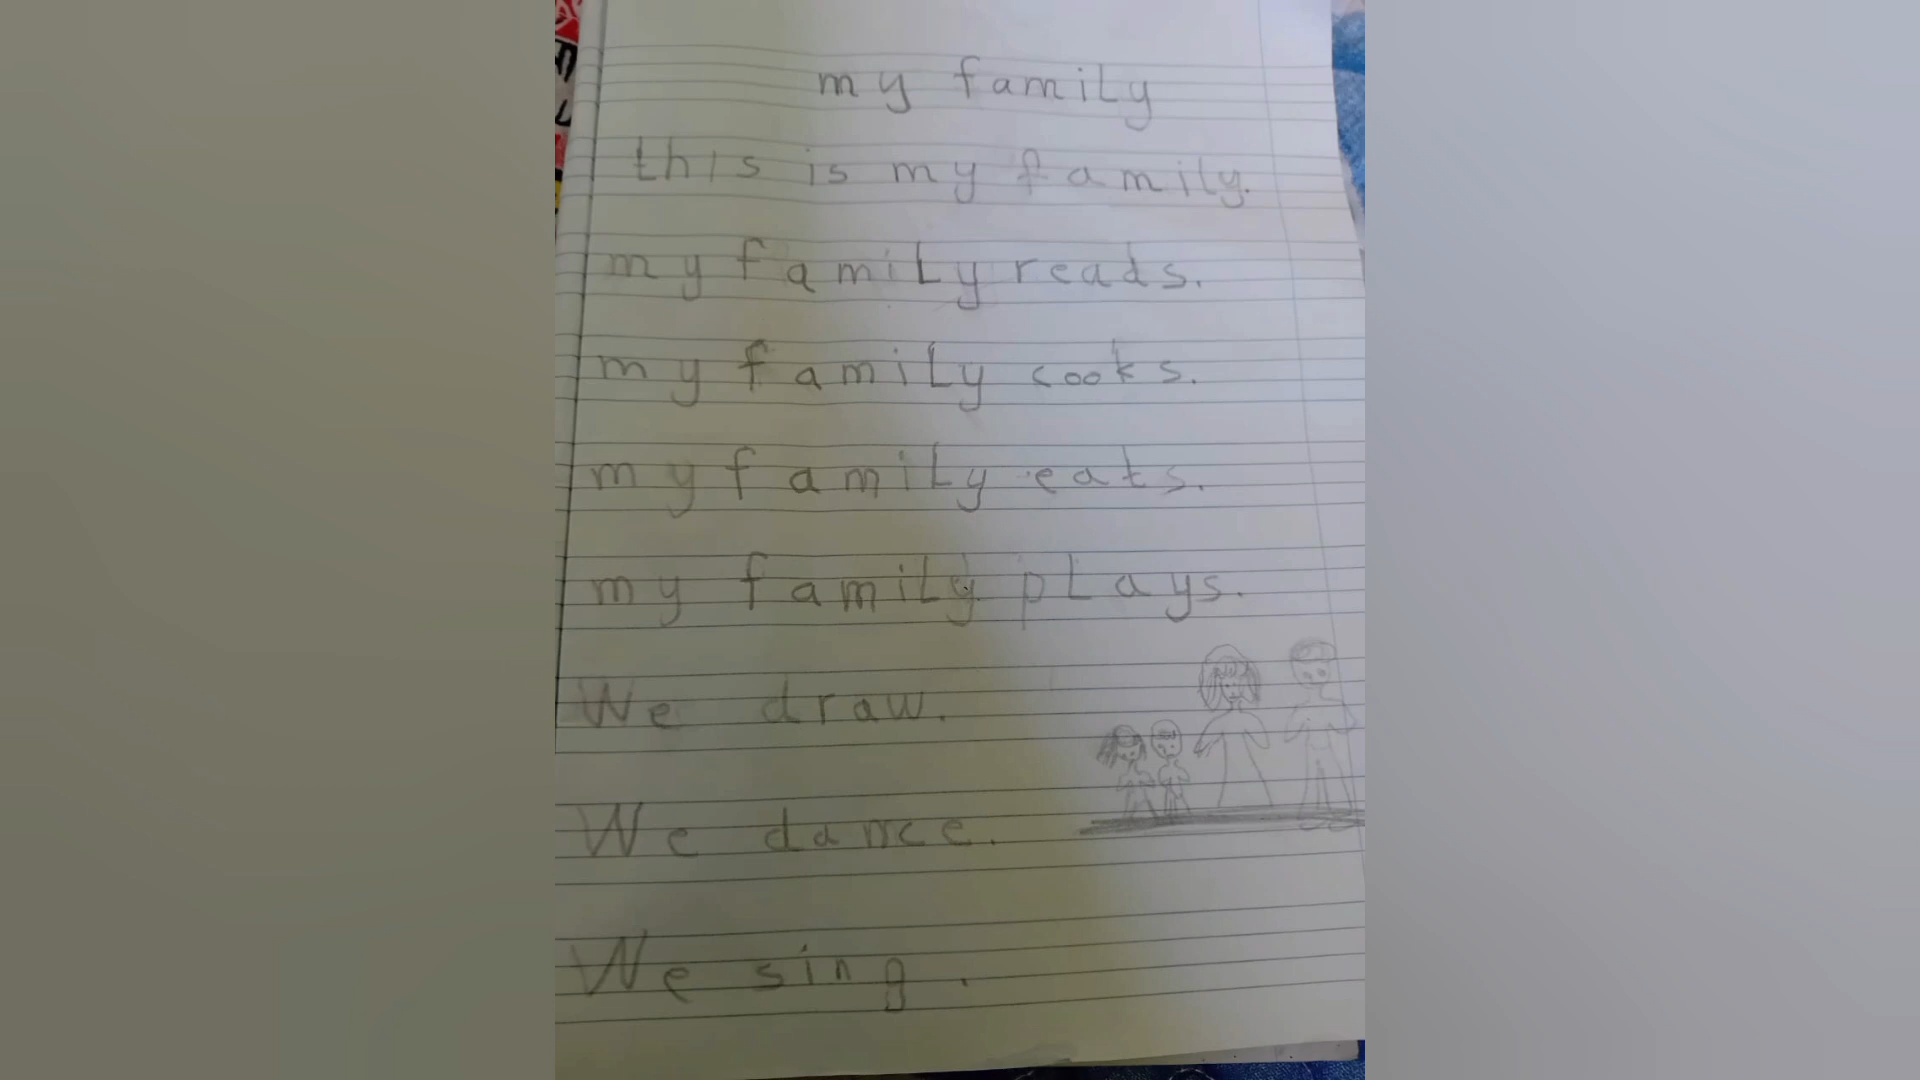 my family
this is my family.
my family reads.
my family cooks.
my family eats.
my family plays.
We draw.
We dance.
We sing.